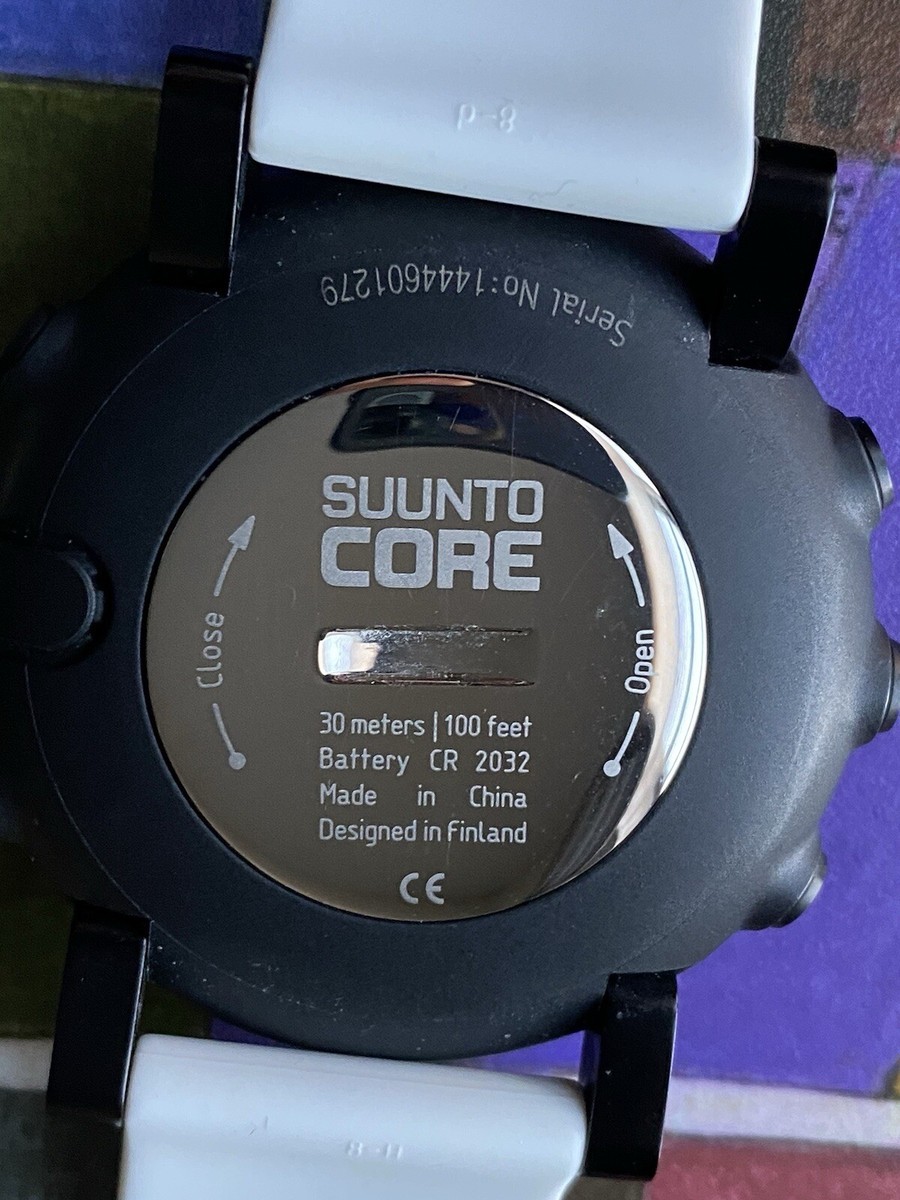 8-d
Serial No:1444601279
SUUNTO
CORE
Close
Open
30 meters | 100 feet
Battery CR 2032
Made in China
Designed in Finland
CE